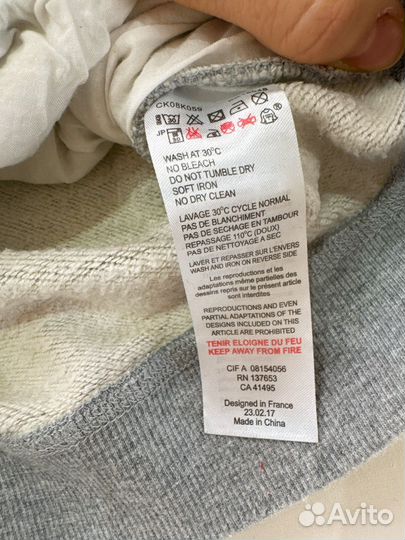 CK08K059
JP
WASH AT 30°C
NO BLEACH
DO NOT TUMBLE DRY
SOFT IRON
NO DRY CLEAN
LAVAGE 30°C CYCLE NORMAL
PAS DE BLANCHIMENT
PAS DE SECHAGE EN TAMBOUR
REPASSAGE 110°C (DOUX)
PAS DE NETTOYAGE A SEC
LAVER ET REPASSER SUR L'ENVERS
WASH AND IRON ON REVERSE SIDE
Les reproductions et les
adaptations même partielles des
dessins repris sur le présent article
sont interdites
REPRODUCTIONS AND EVEN
PARTIAL ADAPTATIONS OF THE
DESIGNS INCLUDED ON THIS
ARTICLE ARE PROHIBITED
TENIR ELOIGNE DU FEU
KEEP AWAY FROM FIRE
CIF A 08154056
RN 137653
CA 41495
Designed in France
23.02.17
Made in China
Avito